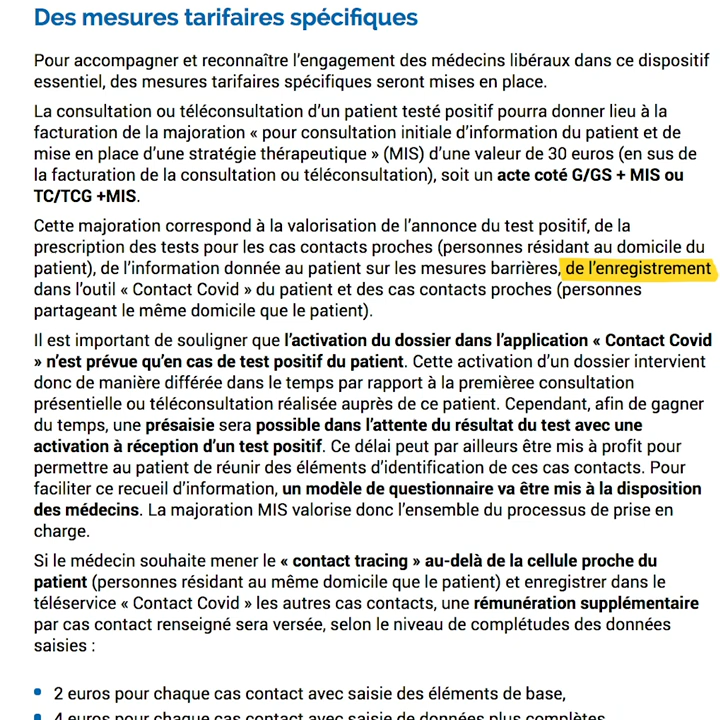 Des mesures tarifaires spécifiques
Pour accompagner et reconnaître l'engagement des médecins libéraux dans ce dispositif
essentiel, des mesures tarifaires spécifiques seront mises en place.
La consultation ou téléconsultation d'un patient testé positif pourra donner lieu à la
facturation de la majoration « pour consultation initiale d'information du patient et de
mise en place d'une stratégie thérapeutique » (MIS) d'une valeur de 30 euros (en sus de
la facturation de la consultation ou téléconsultation), soit un acte coté G/GS + MIS ou
TC/TCG +MIS.
Cette majoration correspond à la valorisation de l'annonce du test positif, de la
prescription des tests pour les cas contacts proches (personnes résidant au domicile du
patient), de l'information donnée au patient sur les mesures barrières, de l'enregistrement
dans l'outil « Contact Covid » du patient et des cas contacts proches (personnes
partageant le même domicile que le patient).
Il est important de souligner que l'activation du dossier dans l'application « Contact Covid
» n'est prévue qu'en cas de test positif du patient. Cette activation d'un dossier intervient
donc de manière différée dans le temps par rapport à la premièree consultation
présentielle ou téléconsultation réalisée auprès de ce patient. Cependant, afin de gagner
du temps, une présaisie sera possible dans l'attente du résultat du test avec une
activation à réception d'un test positif. Ce délai peut par ailleurs être mis à profit pour
permettre au patient de réunir des éléments d'identification de ces cas contacts. Pour
faciliter ce recueil d'information, un modèle de questionnaire va être mis à la disposition
des médecins. La majoration MIS valorise donc l'ensemble du processus de prise en
charge.
Si le médecin souhaite mener le « contact tracing » au-delà de la cellule proche du
patient (personnes résidant au même domicile que le patient) et enregistrer dans le
téléservice « Contact Covid » les autres cas contacts, une rémunération supplémentaire
par cas contact renseigné sera versée, selon le niveau de complétudes des données
saisies :
• 2 euros pour chaque cas contact avec saisie des éléments de base,
• 4 euros pour chaque cas contact avec saisie de données plus complètes